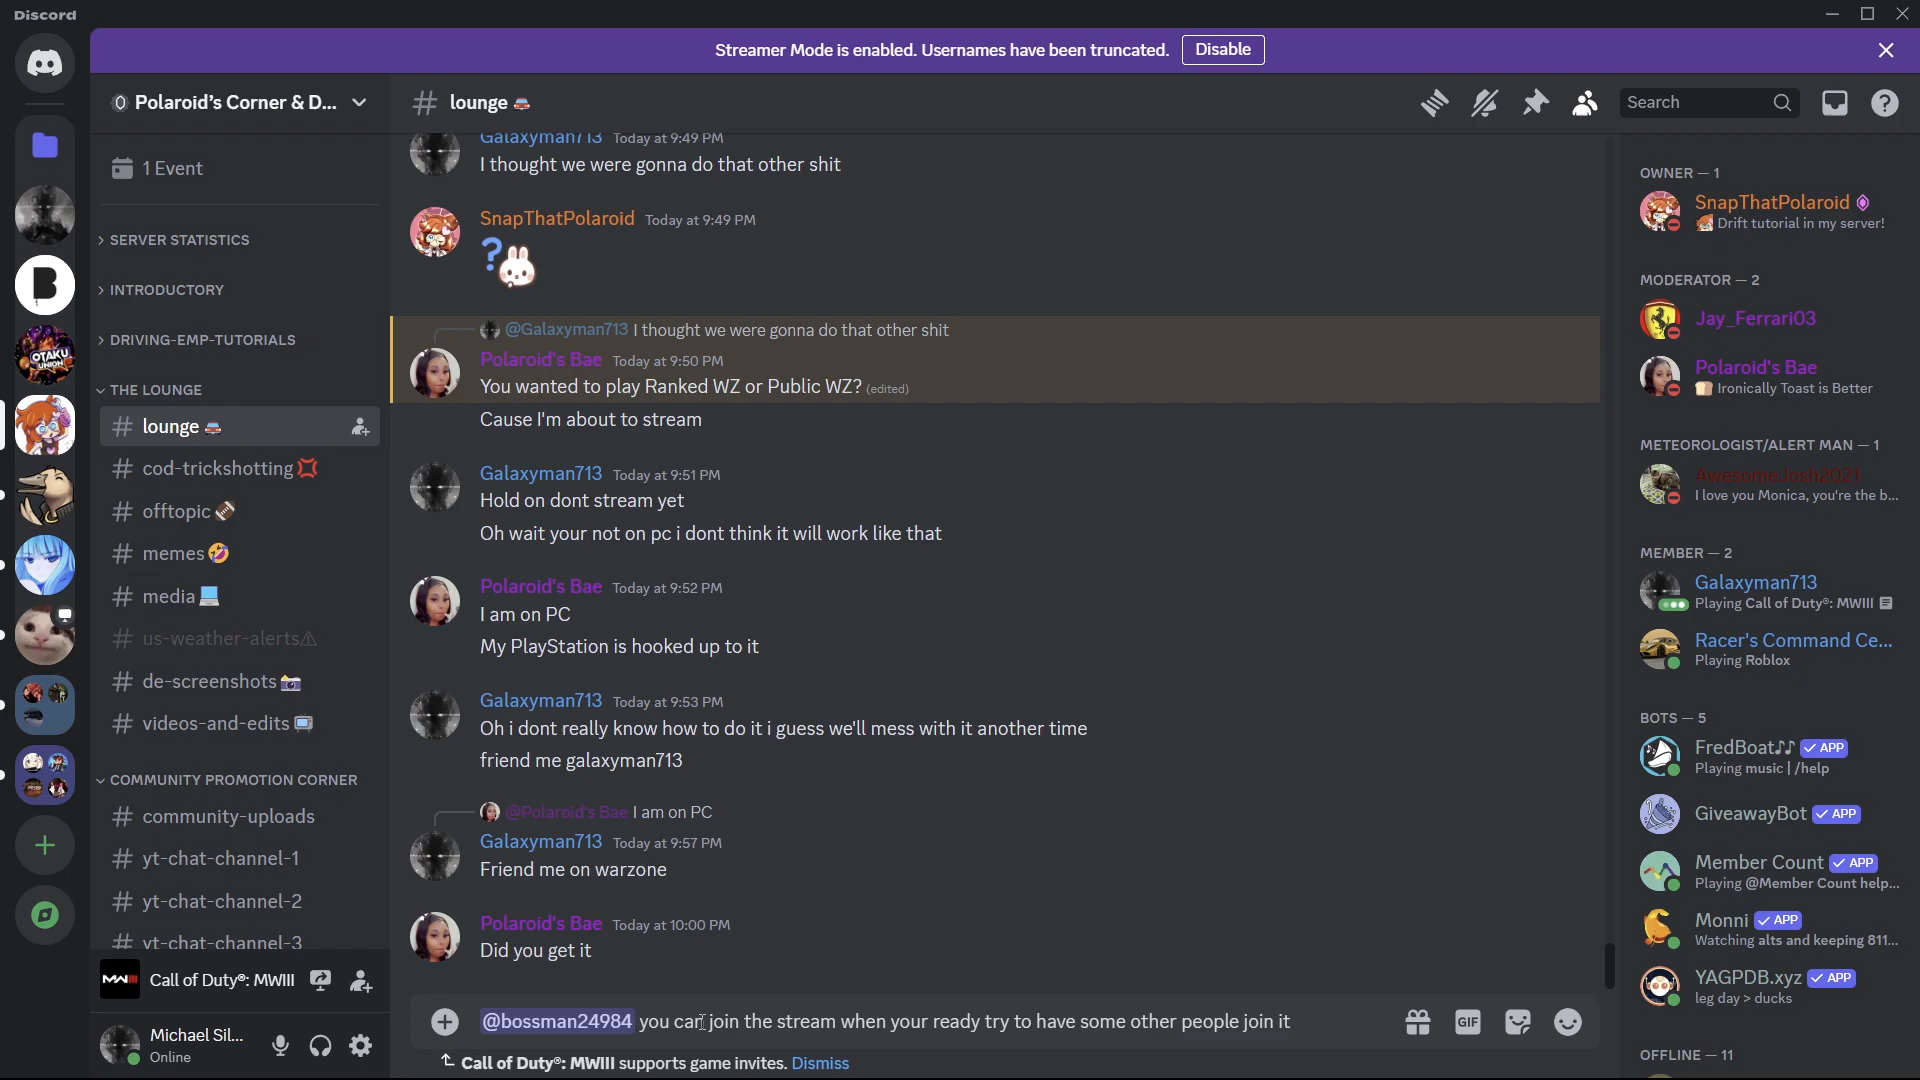 Discord
Streamer Mode is enabled. Usernames have been truncated. Disable
Polaroid's Corner & D...
lounge
Search
1 Event
SERVER STATISTICS
INTRODUCTORY
DRIVING-EMP-TUTORIALS
THE LOUNGE
lounge
cod-trickshotting
offtopic
memes
media
us-weather-alerts
de-screenshots
videos-and-edits
COMMUNITY PROMOTION CORNER
community-uploads
yt-chat-channel-1
yt-chat-channel-2
yt-chat-channel-3
Call of Duty®: MWIII
Michael Sil...
Online
Galaxyman713 Today at 9:49 PM
I thought we were gonna do that other shit
SnapThatPolaroid Today at 9:49 PM
@Galaxyman713 I thought we were gonna do that other shit
Polaroid's Bae Today at 9:50 PM
You wanted to play Ranked WZ or Public WZ? (edited)
Cause I'm about to stream
Galaxyman713 Today at 9:51 PM
Hold on dont stream yet
Oh wait your not on pc i dont think it will work like that
Polaroid's Bae Today at 9:52 PM
I am on PC
My PlayStation is hooked up to it
Galaxyman713 Today at 9:53 PM
Oh i dont really know how to do it i guess we'll mess with it another time
friend me galaxyman713
@Polaroid's Bae I am on PC
Galaxyman713 Today at 9:57 PM
Friend me on warzone
Polaroid's Bae Today at 10:00 PM
Did you get it
@bossman24984 you can join the stream when your ready try to have some other people join it
GIF
Call of Duty®: MWIII supports game invites. Dismiss
OWNER — 1
SnapThatPolaroid
Drift tutorial in my server!
MODERATOR — 2
Jay_Ferrari03
Polaroid's Bae
Ironically Toast is Better
METEOROLOGIST/ALERT MAN — 1
AwesomeJosh2021
I love you Monica, you're the b...
MEMBER — 2
Galaxyman713
Playing Call of Duty®: MWIII
Racer's Command Ce...
Playing Roblox
BOTS — 5
FredBoat♪♪ ✓ APP
Playing music | /help
GiveawayBot ✓ APP
Member Count ✓ APP
Playing @Member Count help...
Monni ✓ APP
Watching alts and keeping 811...
YAGPDB.xyz ✓ APP
leg day > ducks
OFFLINE — 11